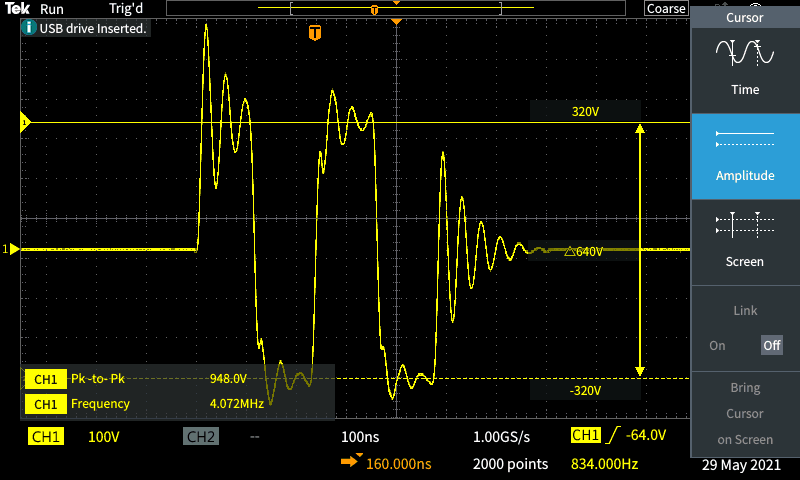 Tek Run Trig'd Coarse
USB drive Inserted.
T
T
Cursor
Time
Amplitude
Screen
Link
On Off
Bring
Cursor
on Screen
320V
1
1
△640V
-320V
CH1 Pk-to- Pk 948.0V
CH1 Frequency 4.072MHz
CH1 100V CH2 -- 100ns 1.00GS/s CH1 -64.0V
160.000ns 2000 points 834.000Hz
29 May 2021